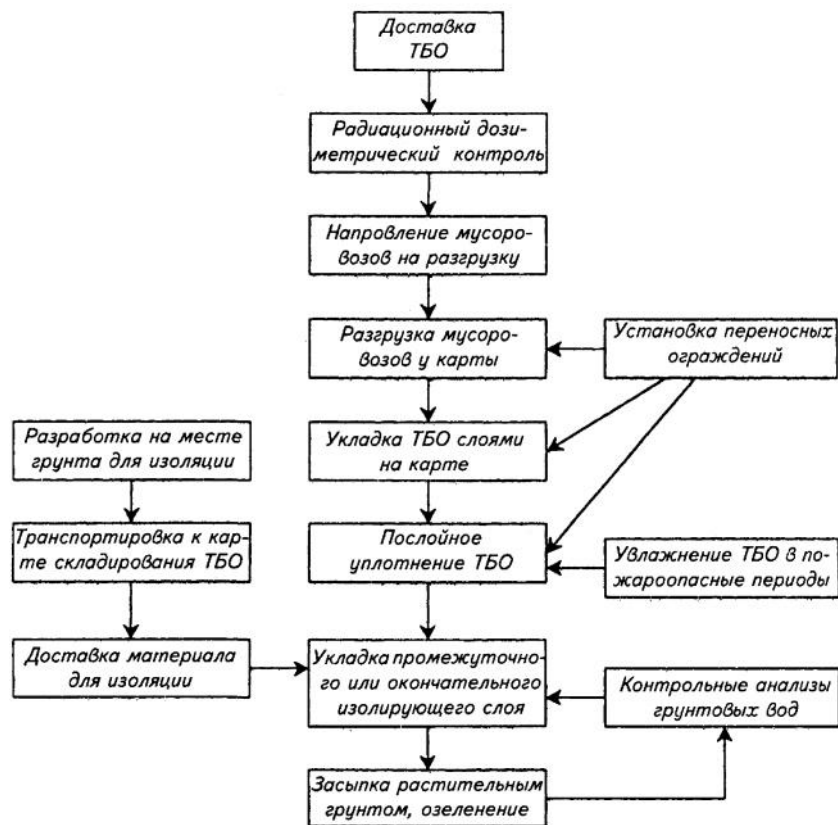 Доставка
ТБО
Радиационный дози-
метрический контроль
Напровление мусоро-
возов на разгрузку
Разгрузка мусоро-
возов у карты
Установка переносных
ограждений
Укладка ТБО слоями
на карте
Разработка на месте
грунта для изоляции
Транспортировка к кар-
те складирования ТБО
Послойное
уплотнение ТБО
Увлажнение ТБО в по-
жароопасные периоды
Доставка материала
для изоляции
Укладка промежуточно-
го или окончательного
изолирующего слоя
Контрольные анализы
грунтовых вод
Засыпка растительным
грунтом, озеленение